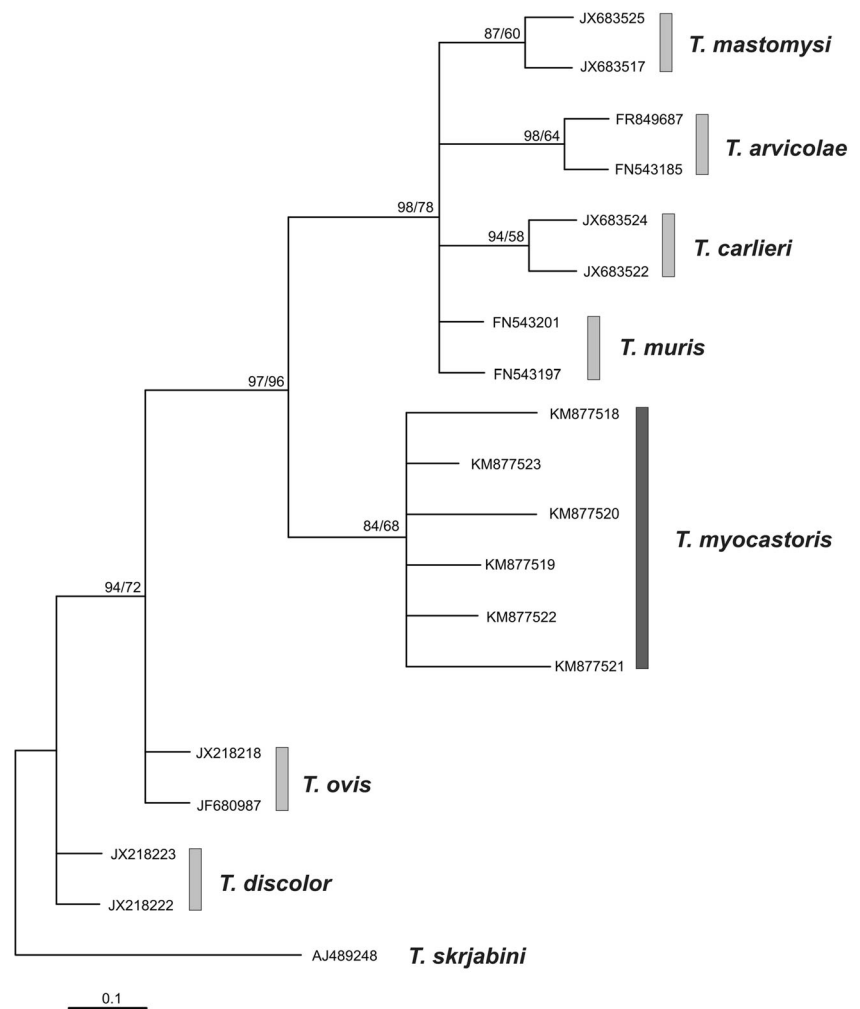 JX683525
87/60
T. mastomysi
JX683517
FR849687
98/64
T. arvicolae
FN543185
98/78
JX683524
94/58
T. carlieri
JX683522
FN543201
T. muris
FN543197
97/96
KM877518
KM877523
KM877520
84/68
T. myocastoris
KM877519
KM877522
KM877521
94/72
JX218218
T. ovis
JF680987
JX218223
T. discolor
JX218222
AJ489248
T. skrjabini
0.1